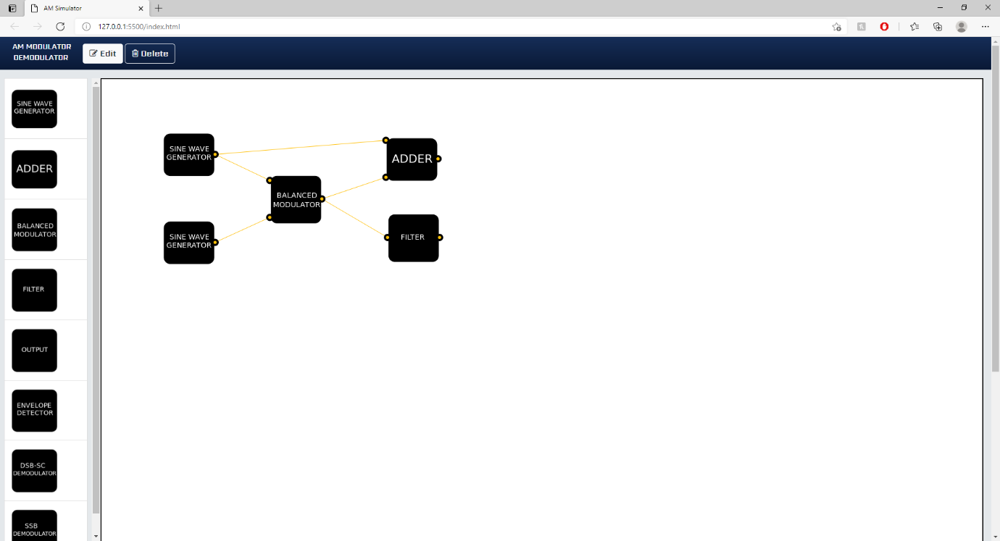 AM Simulator
127.0.0.1:5500/index.html
AM MODULATOR
DEMODULATOR
Edit
Delete
SINE WAVE
GENERATOR
ADDER
BALANCED
MODULATOR
FILTER
OUTPUT
ENVELOPE
DETECTOR
DSB-SC
DEMODULATOR
SSB
DEMODULATOR
SINE WAVE
GENERATOR
ADDER
BALANCED
MODULATOR
SINE WAVE
GENERATOR
FILTER